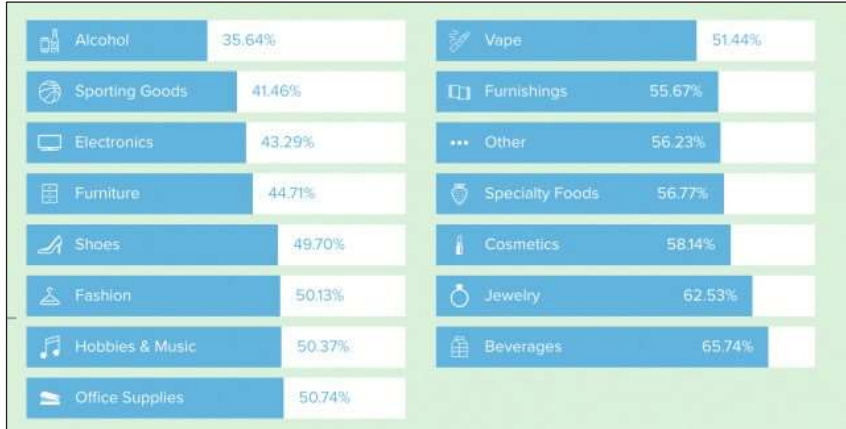 Alcohol 35.64%
Sporting Goods 41.46%
Electronics 43.29%
Furniture 44.71%
Shoes 49.70%
Fashion 50.13%
Hobbies & Music 50.37%
Office Supplies 50.74%
Vape 51.44%
Furnishings 55.67%
Other 56.23%
Specialty Foods 56.77%
Cosmetics 58.14%
Jewelry 62.53%
Beverages 65.74%